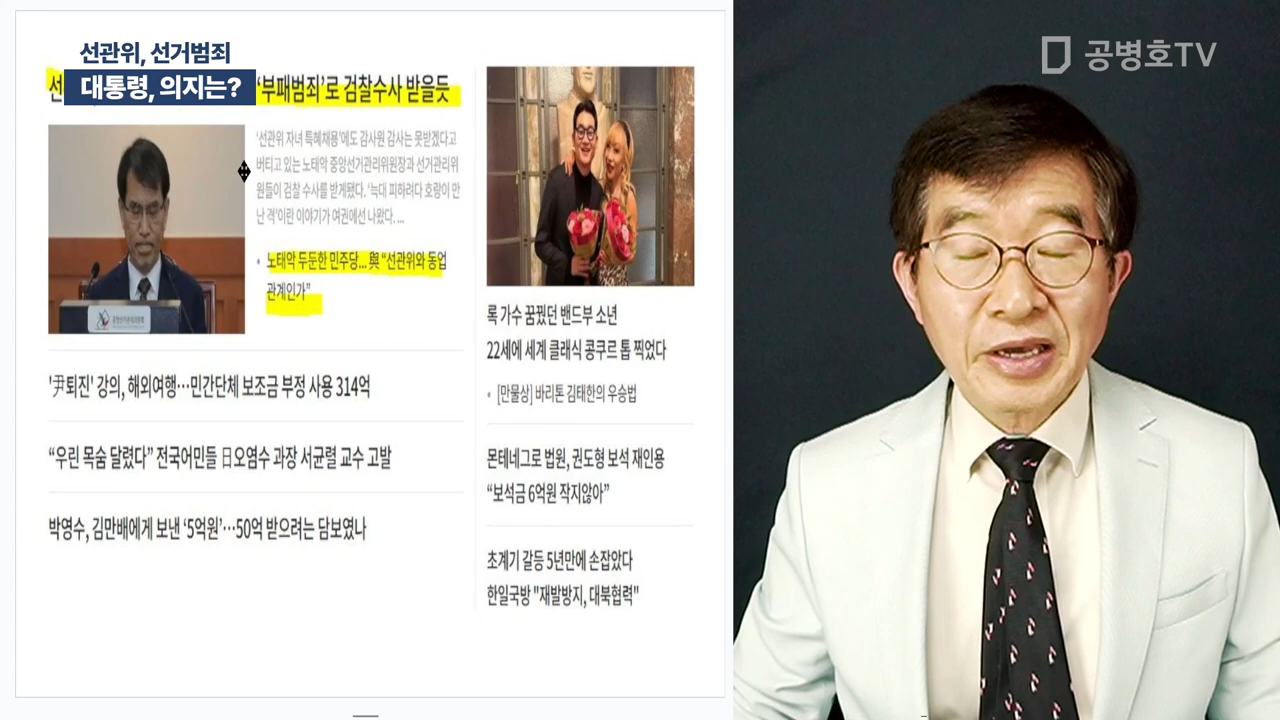 선관위, 선거범죄
대통령, 의지는?
공병호TV
선
‘부패범죄’로 검찰수사 받을듯
‘선관위 자녀 특혜채용’에도 감사원 감사는 못받겠다고
버티고 있는 노태악 중앙선거관리위원장과 선거관리위
원들이 검찰 수사를 받게됐다. ‘늑대 피하려다 호랑이 만
난 격’이란 이야기가 여권에선 나왔다. ...
• 노태악 두둔한 민주당... 與 “선관위와 동업
관계인가”
'尹퇴진' 강의, 해외여행…민간단체 보조금 부정 사용 314억
“우린 목숨 달렸다” 전국어민들 日오염수 과장 서균렬 교수 고발
박영수, 김만배에게 보낸 ‘5억원’…50억 받으려는 담보였나
록 가수 꿈꿨던 밴드부 소년
22세에 세계 클래식 콩쿠르 톱 찍었다
• [만물상] 바리톤 김태한의 우승법
몬테네그로 법원, 권도형 보석 재인용
“보석금 6억원 작지않아”
초계기 갈등 5년만에 손잡았다
한일국방 "재발방지, 대북협력"